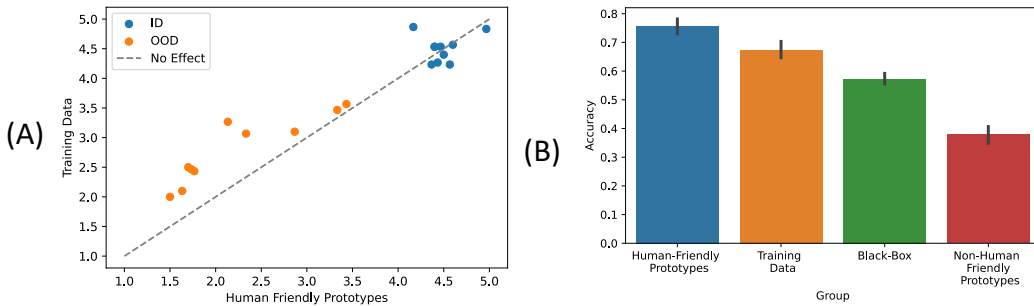 (A)
Training Data
5.0
4.5
4.0
3.5
3.0
2.5
2.0
1.5
1.0
ID
OOD
No Effect
1.0 1.5 2.0 2.5 3.0 3.5 4.0 4.5 5.0
Human Friendly Prototypes
(B)
Accuracy
0.8
0.7
0.6
0.5
0.4
0.3
0.2
0.1
0.0
Human-Friendly
Prototypes
Training
Data
Black-Box
Non-Human
Friendly
Prototypes
Group